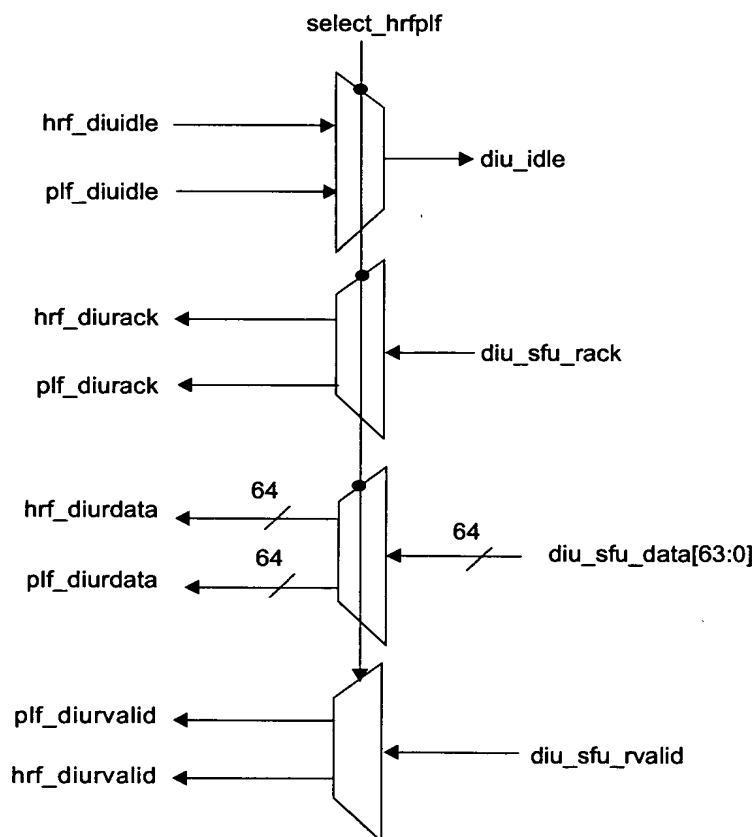 select_hrfplf
hrf_diuidle
diu_idle
plf_diuidle
hrf_diurack
diu_sfu_rack
plf_diurack
64
hrf_diurdata
64
diu_sfu_data[63:0]
64
plf_diurdata
plf_diurvalid
diu_sfu_rvalid
hrf_diurvalid